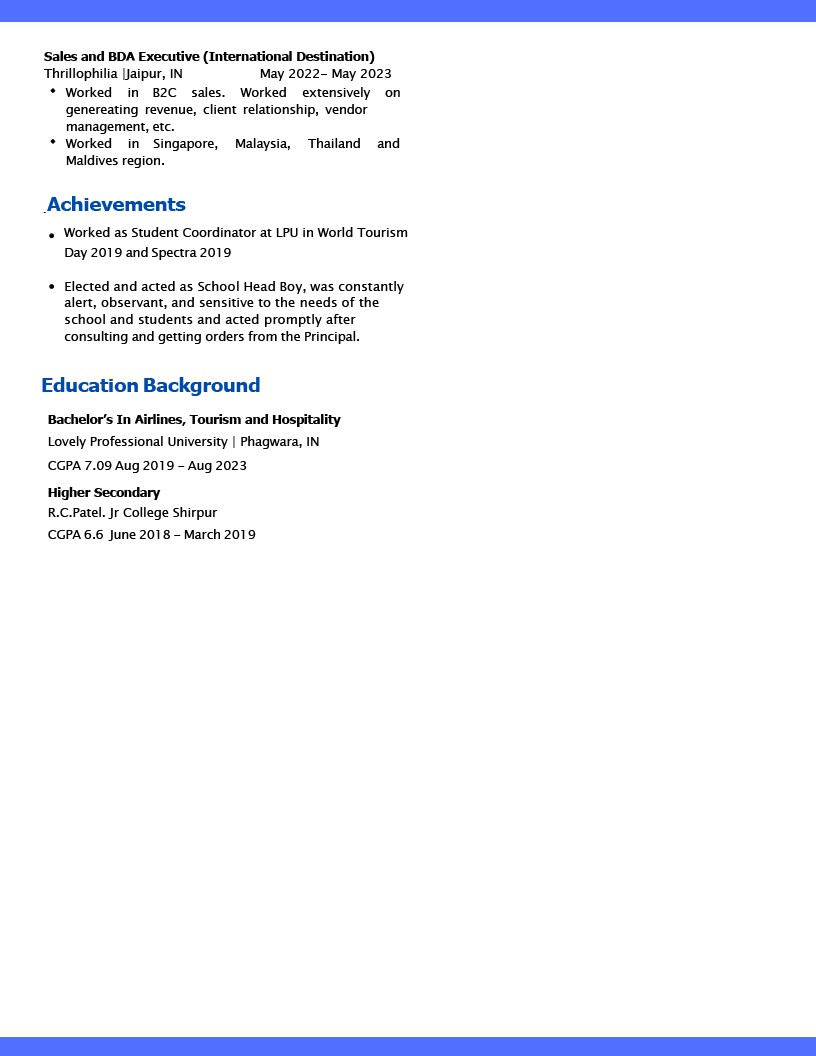 Sales and BDA Executive (International Destination)
Thrillophilia |Jaipur, IN May 2022– May 2023
• Worked in B2C sales. Worked extensively on
genereating revenue, client relationship, vendor
management, etc.
• Worked in Singapore, Malaysia, Thailand and
Maldives region.
Achievements
• Worked as Student Coordinator at LPU in World Tourism
Day 2019 and Spectra 2019
• Elected and acted as School Head Boy, was constantly
alert, observant, and sensitive to the needs of the
school and students and acted promptly after
consulting and getting orders from the Principal.
Education Background
Bachelor’s In Airlines, Tourism and Hospitality
Lovely Professional University | Phagwara, IN
CGPA 7.09 Aug 2019 – Aug 2023
Higher Secondary
R.C.Patel. Jr College Shirpur
CGPA 6.6 June 2018 – March 2019